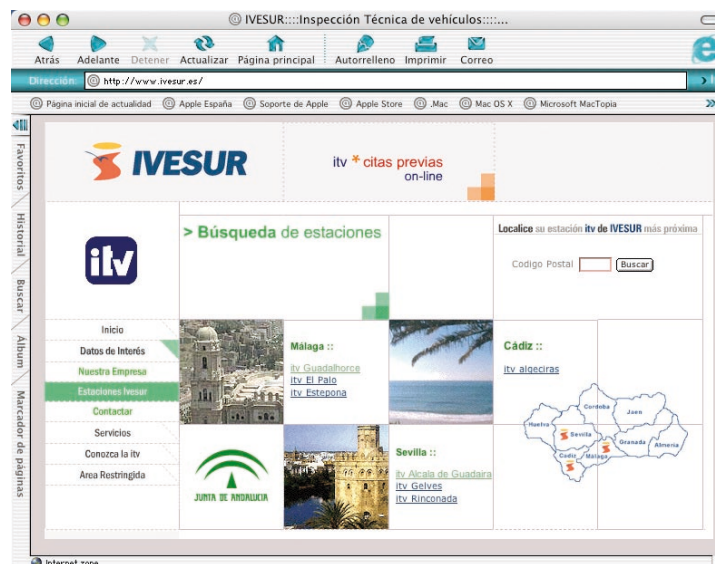 IVESUR::::Inspección Técnica de vehículos::::...
Atrás Adelante Detener Actualizar Página principal Autorrelleno Imprimir Correo
Dirección: http://www.ivesur.es/
Página inicial de actualidad Apple España Soporte de Apple Apple Store .Mac Mac OS X Microsoft MacTopia
Favoritos
Historial
Buscar
Álbum
Marcador de páginas
IVESUR
itv * citas previas
on-line
itv
> Búsqueda de estaciones
Localice su estación itv de IVESUR más próxima
Codigo Postal Buscar
Inicio
Datos de Interés
Nuestra Empresa
Estaciones Ivesur
Contactar
Servicios
Conozca la itv
Area Restringida
Málaga ::
itv Guadalhorce
itv El Palo
itv Estepona
Cádiz ::
itv algeciras
JUNTA DE ANDALUCIA
Sevilla ::
itv Alcala de Guadaira
itv Gelves
itv Rinconada
Huelva
Cordoba
Jaen
Sevilla
Granada
Almeria
Cadiz
Málaga
Internet zone